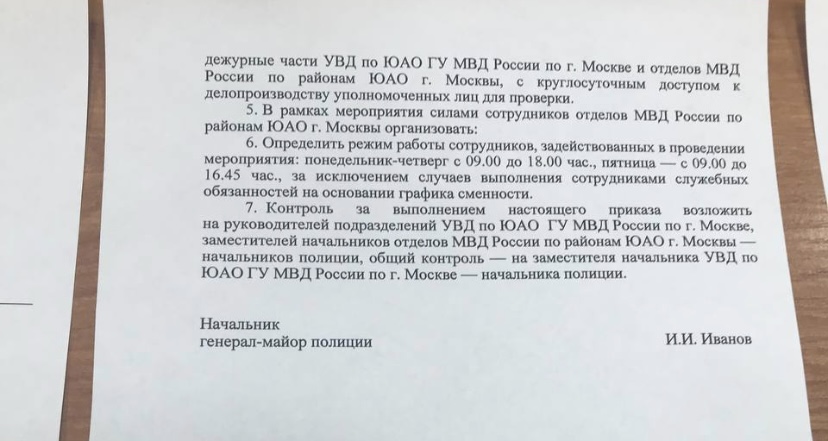 дежурные части УВД по ЮАО ГУ МВД России по г. Москве и отделов МВД
России по районам ЮАО г. Москвы, с круглосуточным доступом к
делопроизводству уполномоченных лиц для проверки.
5. В рамках мероприятия силами сотрудников отделов МВД России по
районам ЮАО г. Москвы организовать:
6. Определить режим работы сотрудников, задействованных в проведении
мероприятия: понедельник-четверг с 09.00 до 18.00 час., пятница — с 09.00 до
16.45 час., за исключением случаев выполнения сотрудниками служебных
обязанностей на основании графика сменности.
7. Контроль за выполнением настоящего приказа возложить
на руководителей подразделений УВД по ЮАО ГУ МВД России по г. Москве,
заместителей начальников отделов МВД России по районам ЮАО г. Москвы —
начальников полиции, общий контроль — на заместителя начальника УВД по
ЮАО ГУ МВД России по г. Москве — начальника полиции.
Начальник
генерал-майор полиции И.И. Иванов